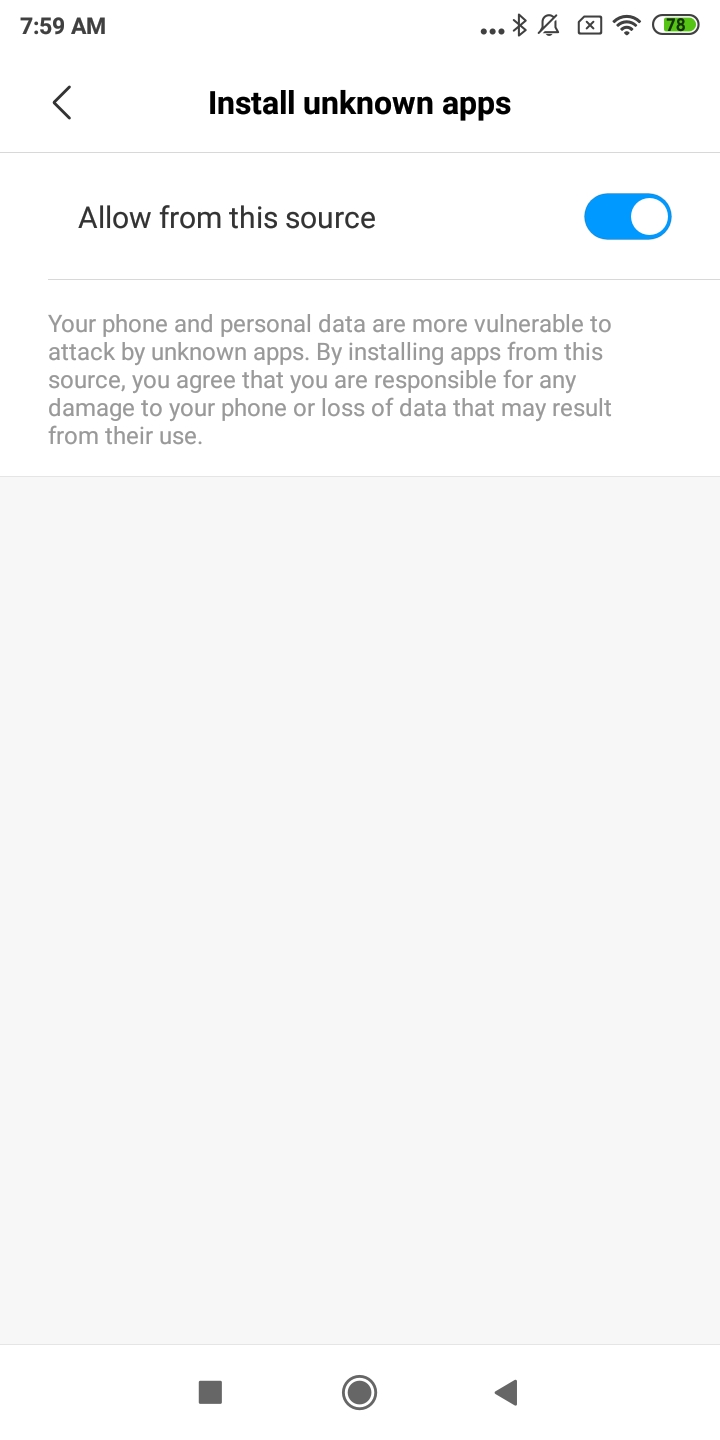 7:59 AM
78
Install unknown apps
Allow from this source
Your phone and personal data are more vulnerable to
attack by unknown apps. By installing apps from this
source, you agree that you are responsible for any
damage to your phone or loss of data that may result
from their use.